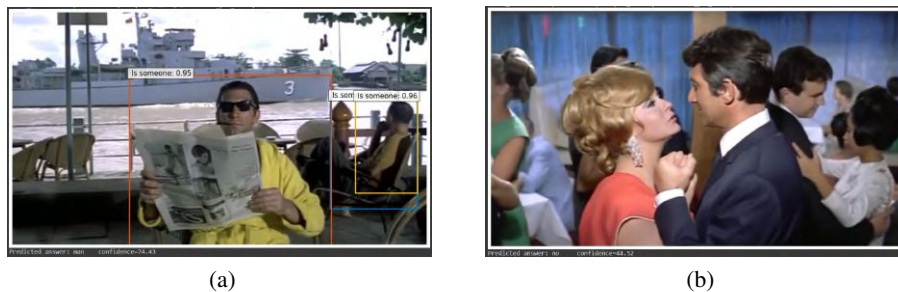 Is someone: 0.95
3
Is som
Is someone: 0.96
Predicted answer: man    confidence=74.43
Predicted answer: no    confidence=44.52
(a)
(b)